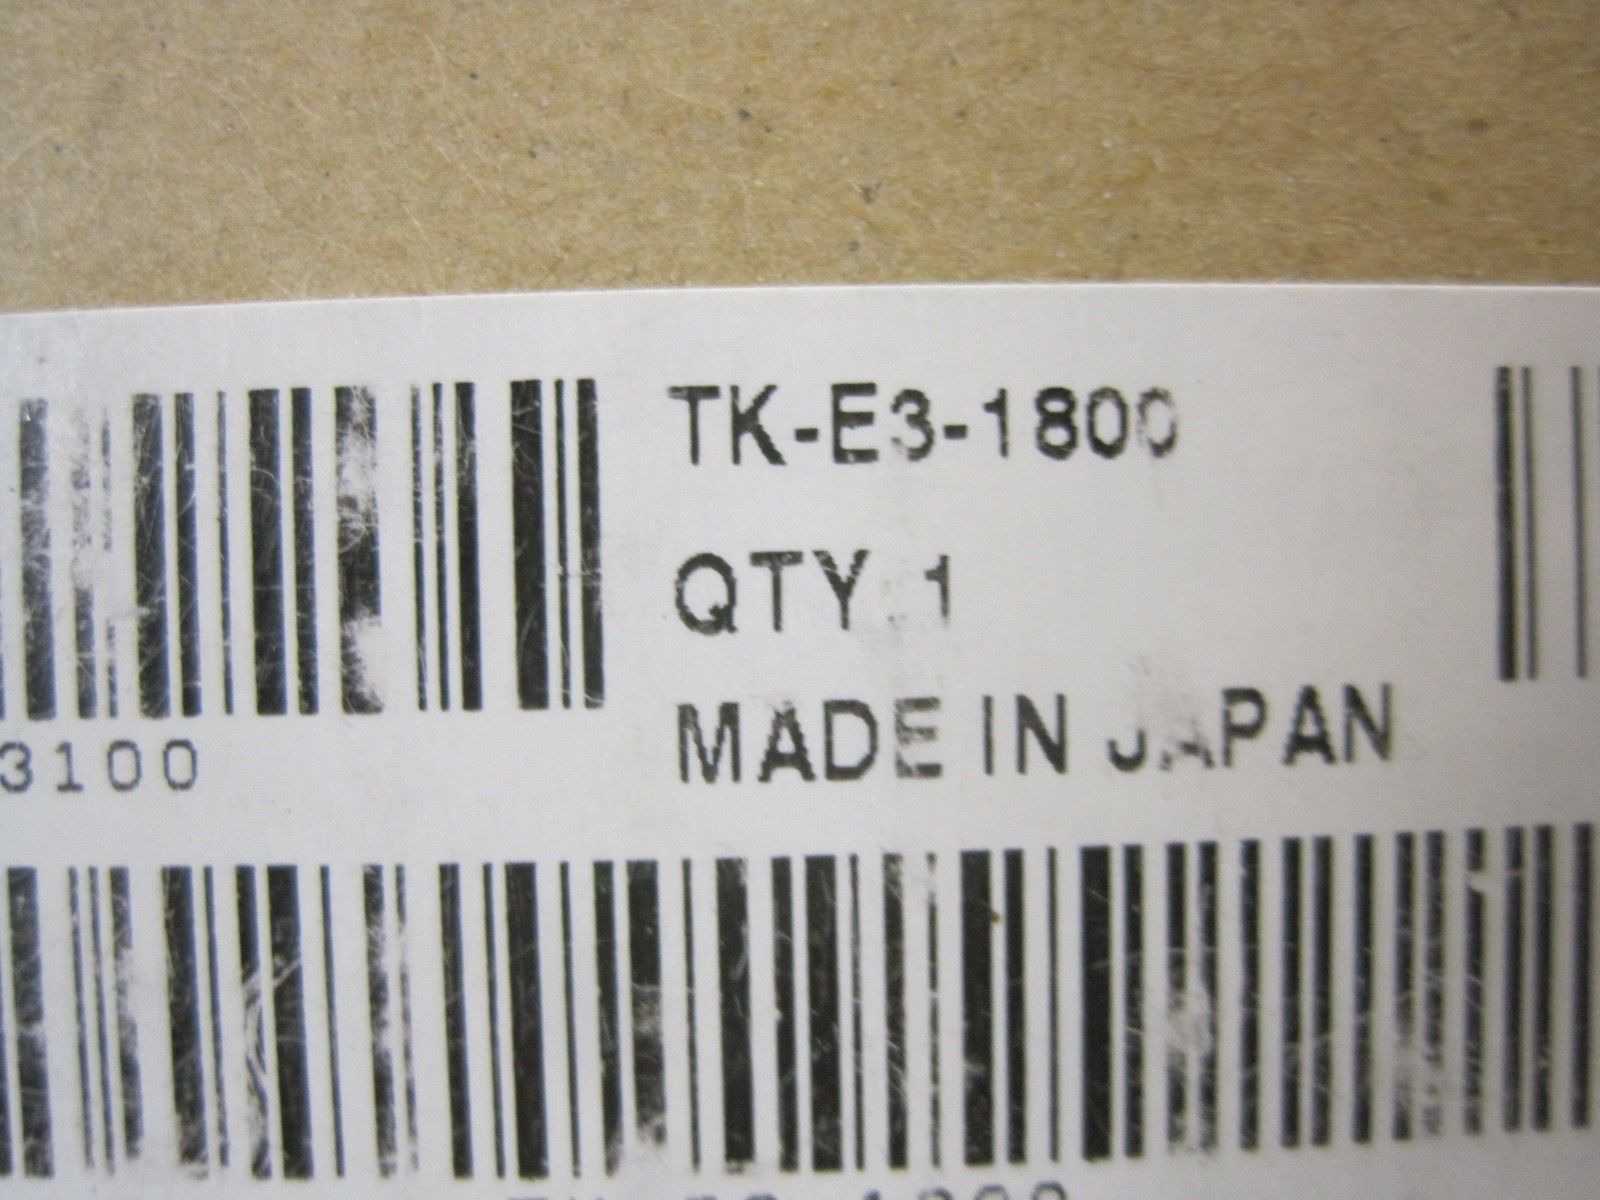 TK-E3-1800
QTY 1
MADE IN JAPAN
3100